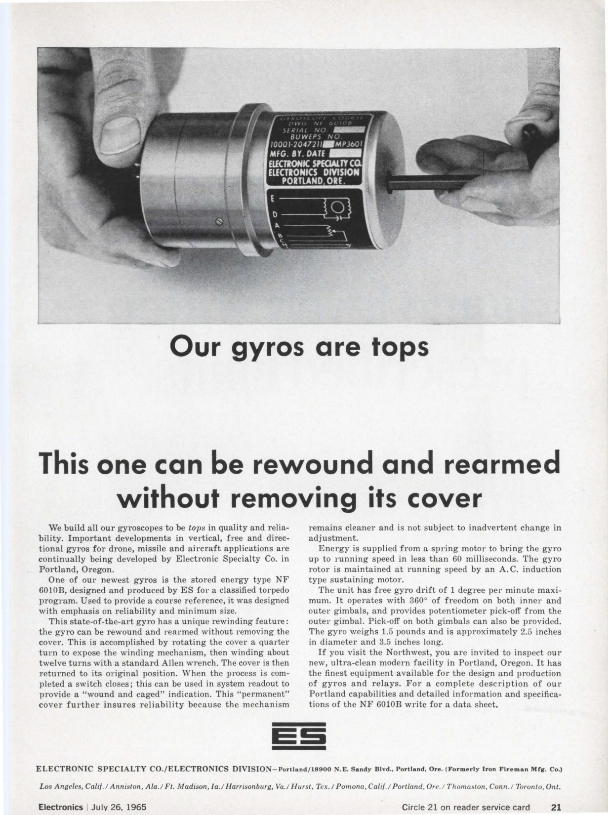 GYROSCOPE COURSE
DWG. NF 6010B
SERIAL NO.
BUWEPS NO.
10001-2047211 MP3601
MFG. BY. DATE
ELECTRONIC SPECIALTY CO.
ELECTRONICS DIVISION
PORTLAND, ORE.
E
D
A
Our gyros are tops
This one can be rewound and rearmed
without removing its cover
We build all our gyroscopes to be tops in quality and relia-
bility. Important developments in vertical, free and direc-
tional gyros for drone, missile and aircraft applications are
continually being developed by Electronic Specialty Co. in
Portland, Oregon.
One of our newest gyros is the stored energy type NF
6010B, designed and produced by ES for a classified torpedo
program. Used to provide a course reference, it was designed
with emphasis on reliability and minimum size.
This state-of-the-art gyro has a unique rewinding feature:
the gyro can be rewound and rearmed without removing the
cover. This is accomplished by rotating the cover a quarter
turn to expose the winding mechanism, then winding about
twelve turns with a standard Allen wrench. The cover is then
returned to its original position. When the process is com-
pleted a switch closes; this can be used in system readout to
provide a "wound and caged" indication. This "permanent"
cover further insures reliability because the mechanism
remains cleaner and is not subject to inadvertent change in
adjustment.
Energy is supplied from a spring motor to bring the gyro
up to running speed in less than 60 milliseconds. The gyro
rotor is maintained at running speed by an A.C. induction
type sustaining motor.
The unit has free gyro drift of 1 degree per minute maxi-
mum. It operates with 360° of freedom on both inner and
outer gimbals, and provides potentiometer pick-off from the
outer gimbal. Pick-off on both gimbals can also be provided.
The gyro weighs 1.5 pounds and is approximately 2.5 inches
in diameter and 3.5 inches long.
If you visit the Northwest, you are invited to inspect our
new, ultra-clean modern facility in Portland, Oregon. It has
the finest equipment available for the design and production
of gyros and relays. For a complete description of our
Portland capabilities and detailed information and specifica-
tions of the NF 6010B write for a data sheet.
ES
ELECTRONIC SPECIALTY CO./ELECTRONICS DIVISION—Portland/18900 N.E. Sandy Blvd., Portland, Ore. (Formerly Iron Fireman Mfg. Co.)
Los Angeles, Calif. / Anniston, Ala. / Ft. Madison, Ia. / Harrisonburg, Va. / Hurst, Tex. / Pomona, Calif. / Portland, Ore. / Thomaston, Conn. / Toronto, Ont.
Electronics | July 26, 1965
Circle 21 on reader service card 21